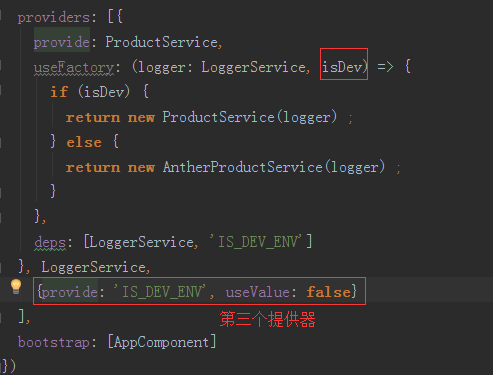 providers: [{
provide: ProductService,
useFactory: (logger: LoggerService, isDev) => {
if (isDev) {
return new ProductService(logger) ;
} else {
return new AntherProductService(logger) ;
}
},
deps: [LoggerService, 'IS_DEV_ENV']
}, LoggerService,
{provide: 'IS_DEV_ENV', useValue: false}
],
第三个提供器
bootstrap: [AppComponent]
})